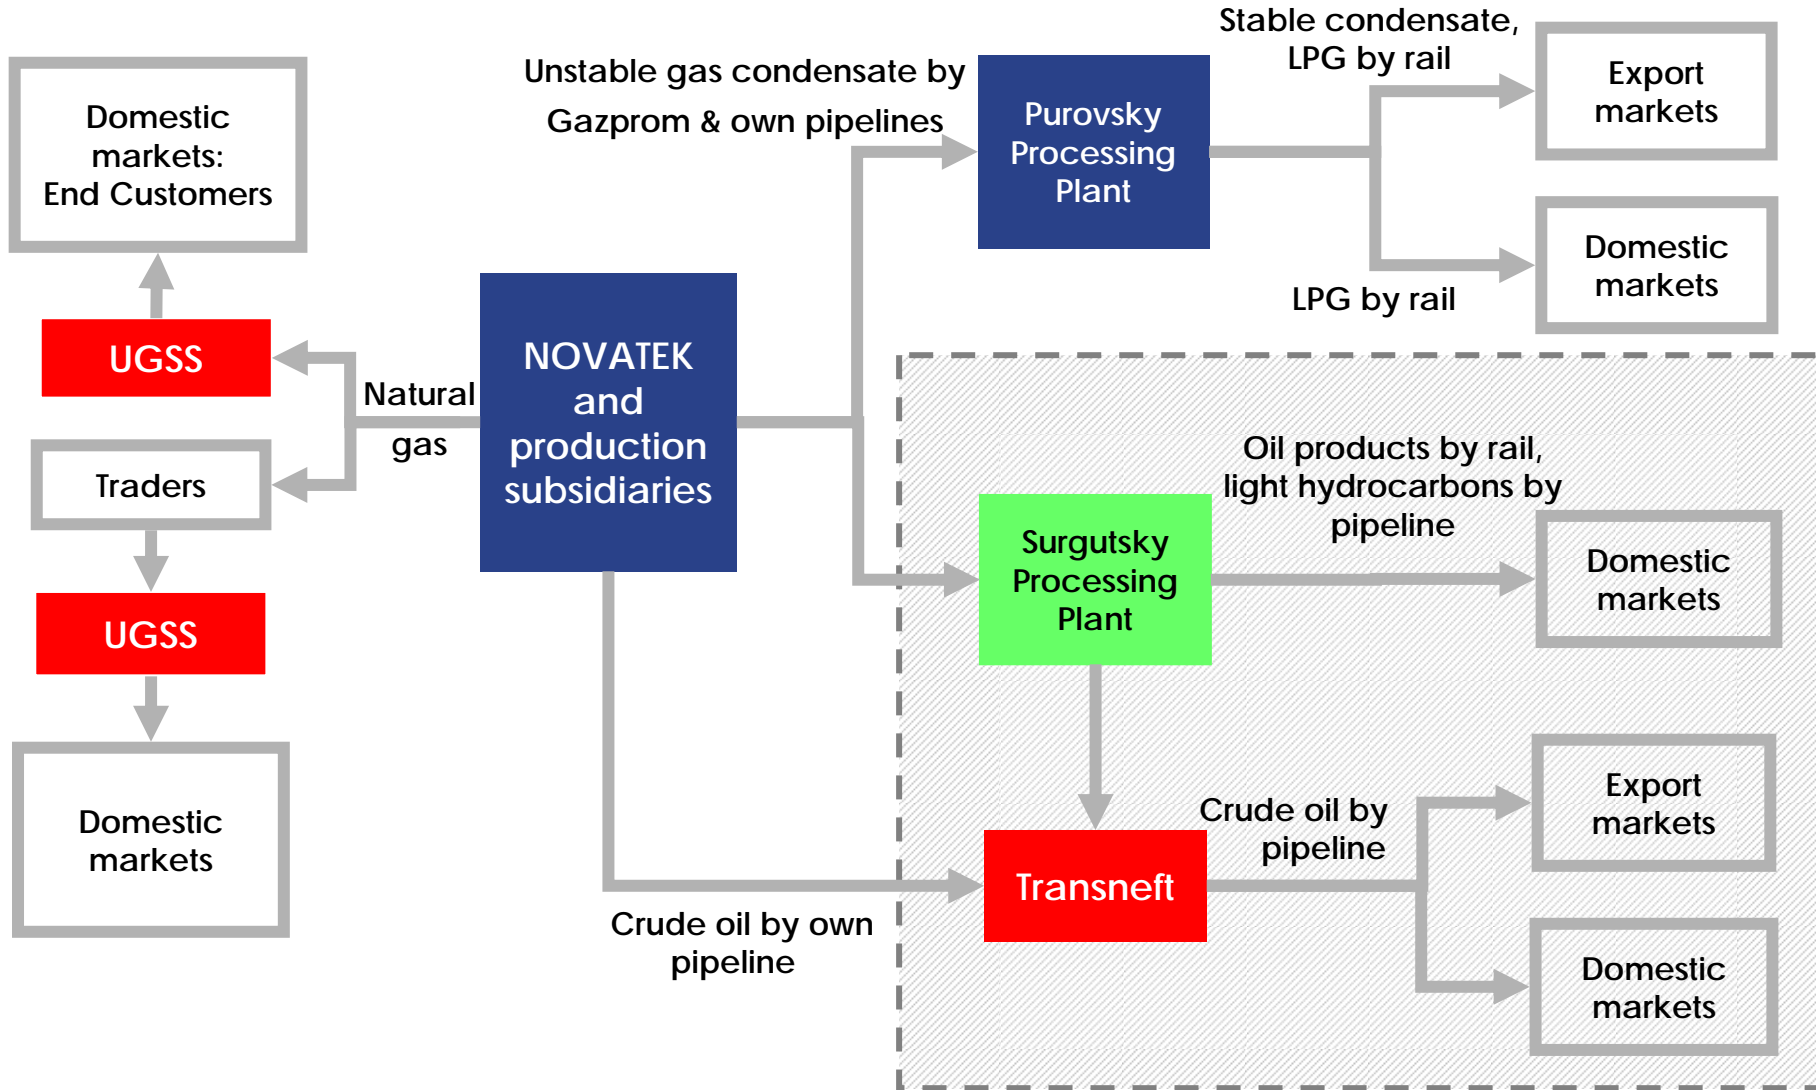 Domestic
markets:
End Customers
UGSS
Traders
UGSS
Domestic
markets
Natural
gas
NOVATEK
and
production
subsidiaries
Unstable gas condensate by
Gazprom & own pipelines
Purovsky
Processing
Plant
Stable condensate,
LPG by rail
Export
markets
Domestic
markets
LPG by rail
Oil products by rail,
light hydrocarbons by
pipeline
Surgutsky
Processing
Plant
Domestic
markets
Crude oil by own
pipeline
Transneft
Crude oil by
pipeline
Export
markets
Domestic
markets